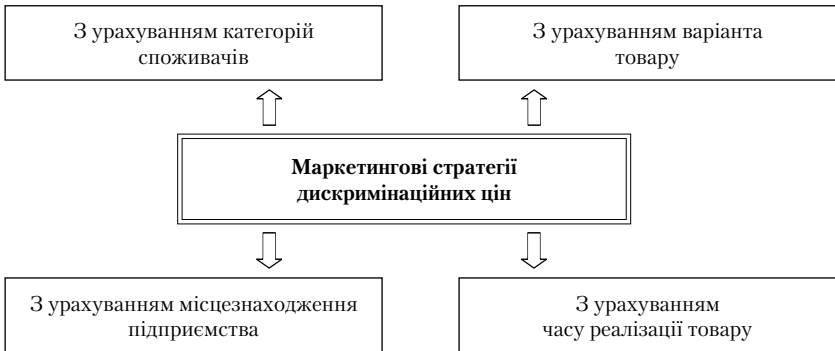 З урахуванням категорій
споживачів
З урахуванням варіанта
товару
Маркетингові стратегії
дискримінаційних цін
З урахуванням місцезнаходження
підприємства
З урахуванням
часу реалізації товару